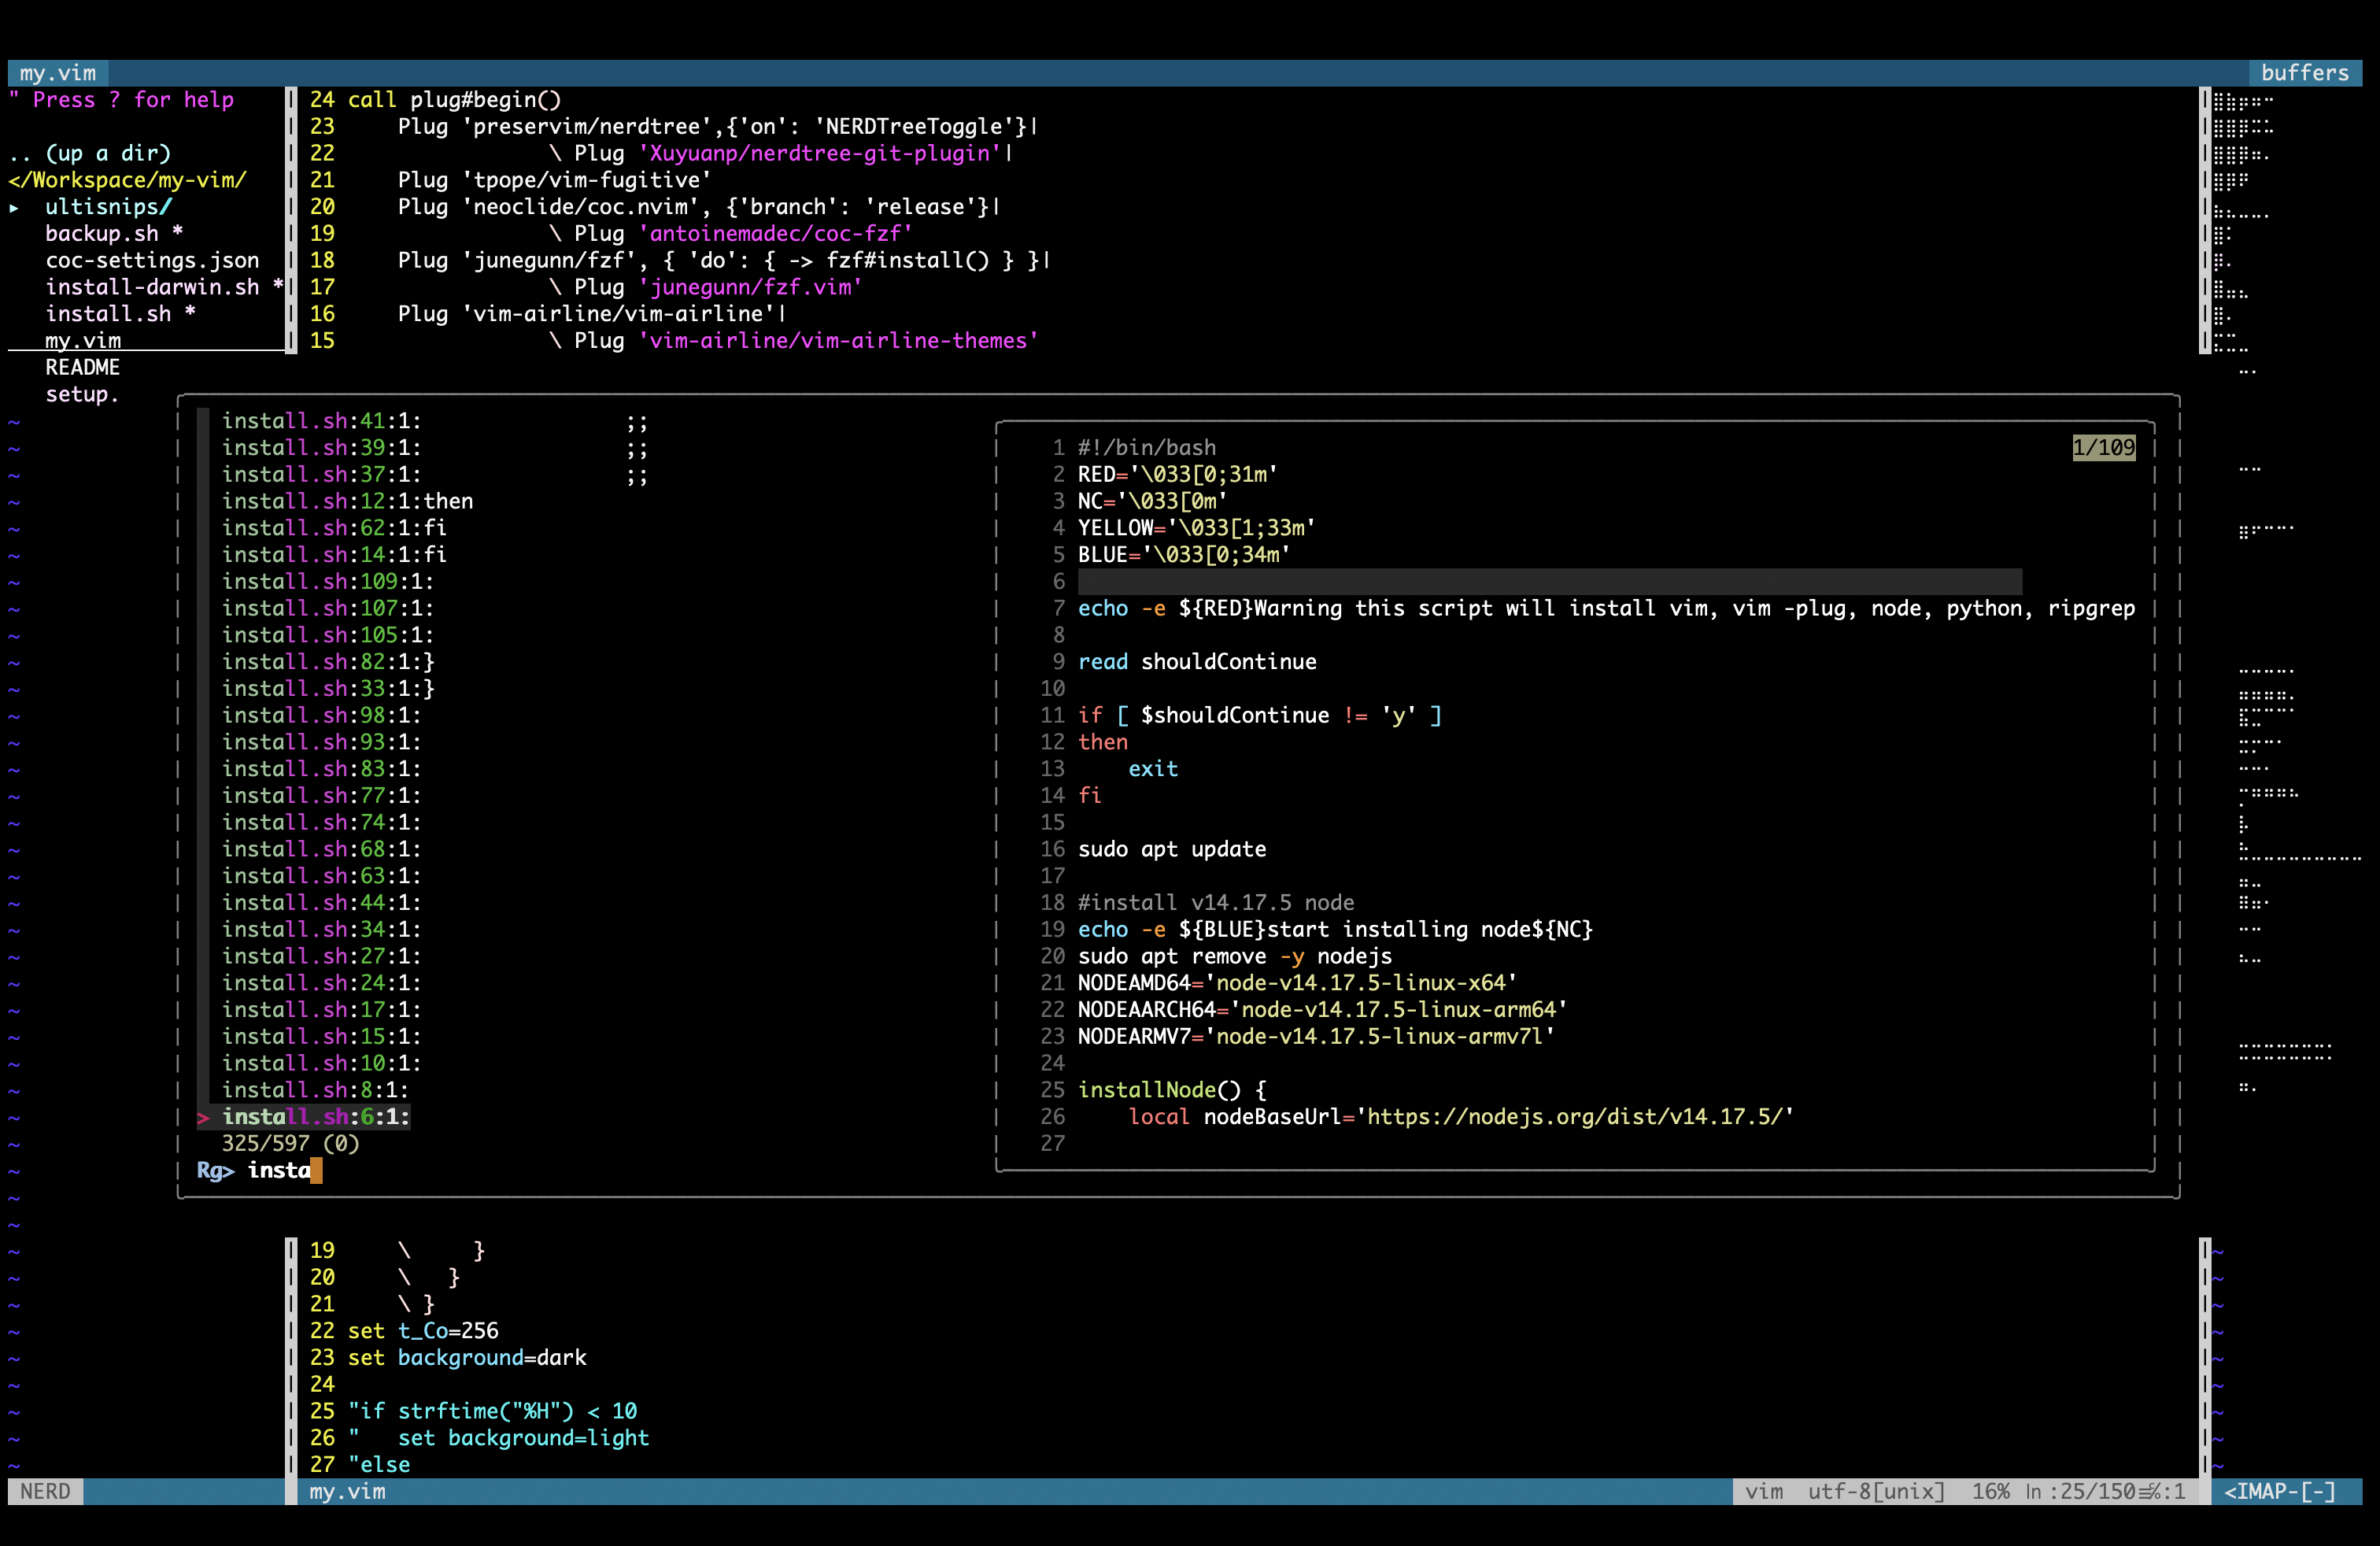 my.vim buffers
" Press ? for help
.. (up a dir)
</Workspace/my-vim/
▸ ultisnips/
backup.sh *
coc-settings.json
install-darwin.sh *
install.sh *
my.vim
README
setup.
24 call plug#begin()
23     Plug 'preservim/nerdtree',{'on': 'NERDTreeToggle'}|
22                 \ Plug 'Xuyuanp/nerdtree-git-plugin'|
21     Plug 'tpope/vim-fugitive'
20     Plug 'neoclide/coc.nvim', {'branch': 'release'}|
19                 \ Plug 'antoinemadec/coc-fzf'
18     Plug 'junegunn/fzf', { 'do': { -> fzf#install() } }|
17                 \ Plug 'junegunn/fzf.vim'
16     Plug 'vim-airline/vim-airline'|
15                 \ Plug 'vim-airline/vim-airline-themes'
install.sh:41:1:                ;;
install.sh:39:1:                ;;
install.sh:37:1:                ;;
install.sh:12:1:then
install.sh:62:1:fi
install.sh:14:1:fi
install.sh:109:1:
install.sh:107:1:
install.sh:105:1:
install.sh:82:1:}
install.sh:33:1:}
install.sh:98:1:
install.sh:93:1:
install.sh:83:1:
install.sh:77:1:
install.sh:74:1:
install.sh:68:1:
install.sh:63:1:
install.sh:44:1:
install.sh:34:1:
install.sh:27:1:
install.sh:24:1:
install.sh:17:1:
install.sh:15:1:
install.sh:10:1:
install.sh:8:1:
> install.sh:6:1:
325/597 (0)
Rg> insta
1 #!/bin/bash 1/109
2 RED='\033[0;31m'
3 NC='\033[0m'
4 YELLOW='\033[1;33m'
5 BLUE='\033[0;34m'
6
7 echo -e ${RED}Warning this script will install vim, vim -plug, node, python, ripgrep
8
9 read shouldContinue
10
11 if [ $shouldContinue != 'y' ]
12 then
13     exit
14 fi
15
16 sudo apt update
17
18 #install v14.17.5 node
19 echo -e ${BLUE}start installing node${NC}
20 sudo apt remove -y nodejs
21 NODEAMD64='node-v14.17.5-linux-x64'
22 NODEAARCH64='node-v14.17.5-linux-arm64'
23 NODEARMV7='node-v14.17.5-linux-armv7l'
24
25 installNode() {
26     local nodeBaseUrl='https://nodejs.org/dist/v14.17.5/'
27
19     \     }
20     \   }
21     \ }
22 set t_Co=256
23 set background=dark
24
25 "if strftime("%H") < 10
26 "   set background=light
27 "else
NERD my.vim vim utf-8[unix] 16% ln :25/150≡℅:1 <IMAP-[-]